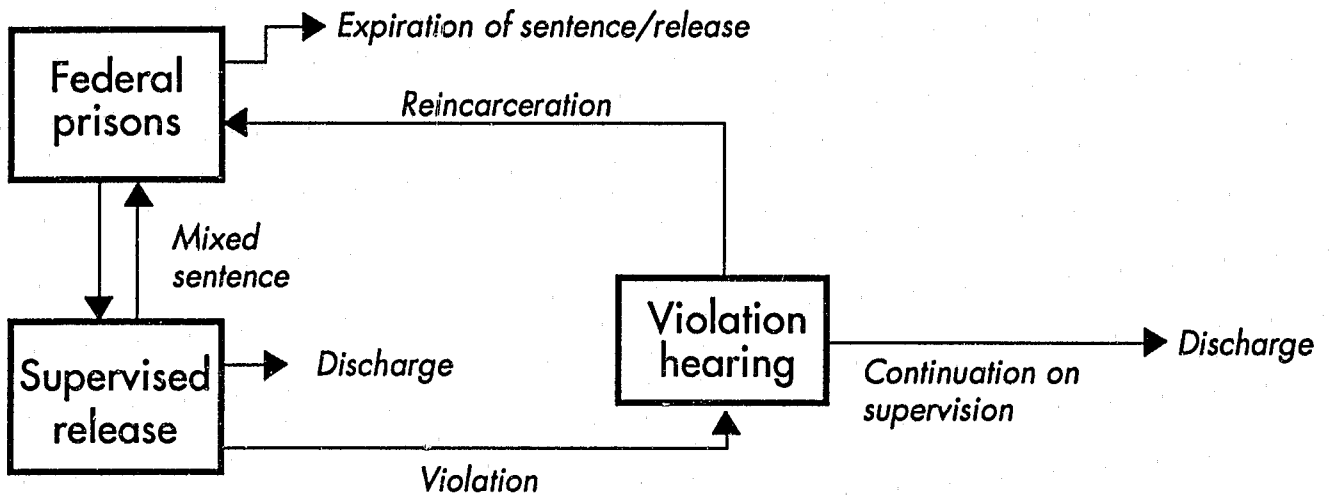 Expiration of sentence/release
Federal
prisons
Reincarceration
Mixed
sentence
Violation
hearing
Discharge
Continuation on
supervision
Supervised
release
Discharge
Violation